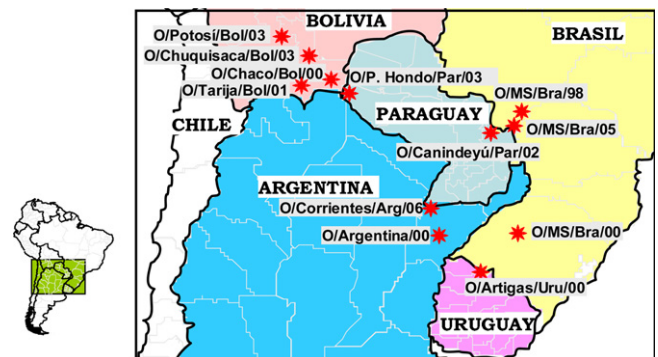 BOLIVIA
O/Potosí/Bol/03
BRASIL
O/Chuquisaca/Bol/03
O/Chaco/Bol/00
O/P. Hondo/Par/03
O/Tarija/Bol/01
O/MS/Bra/98
CHILE
PARAGUAY
O/MS/Bra/05
O/Canindeyú/Par/02
ARGENTINA
O/Corrientes/Arg/06
O/Argentina/00
O/MS/Bra/00
O/Artigas/Uru/00
URUGUAY